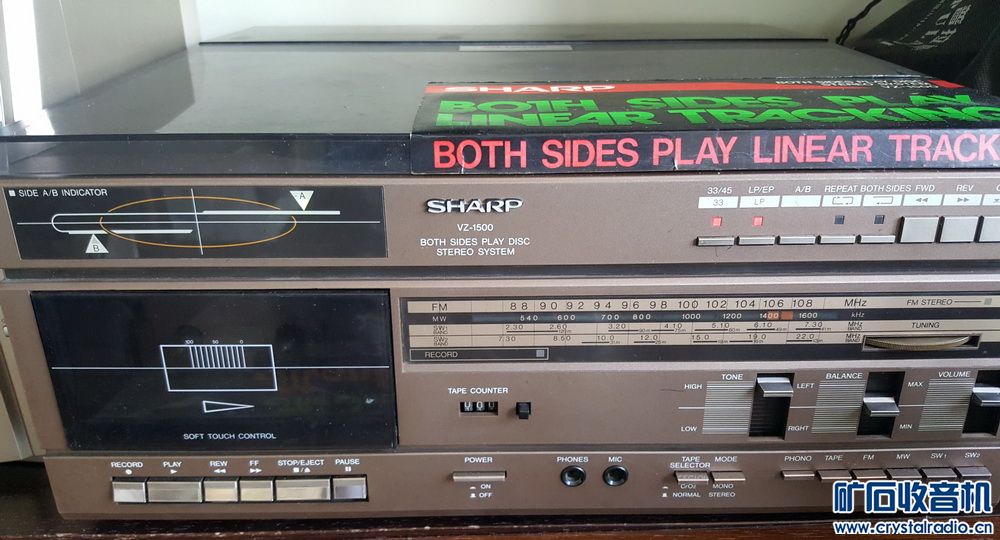 SHARP
BOTH SIDES PLAY
LINEAR TRACKING
BOTH SIDES PLAY LINEAR TRACK
SIDE A/B INDICATOR
A
B
SHARP
VZ-1500
BOTH SIDES PLAY DISC
STEREO SYSTEM
33/45 LP/EP A/B REPEAT BOTH SIDES FWD REV
33 LP
FM 88 90 92 94 96 98 100 102 104 106 108 MHz FM STEREO
MW 540 600 700 800 1000 1200 1400 1600 kHz
SW1 BAND 2.30 2.60 3.20 4.10 5.10 6.10 7.30 MHz BAND
SW2 BAND 7.30 8.50 10.0 12.0 15.0 19.0 22.0 MHz BAND
TUNING
RECORD
100 50 0
SOFT TOUCH CONTROL
TAPE COUNTER
TONE
HIGH
LOW
BALANCE
LEFT
RIGHT
VOLUME
MAX
MIN
RECORD PLAY REW FF STOP/EJECT PAUSE
POWER
ON
OFF
PHONES MIC
TAPE SELECTOR
CrO2
NORMAL
MODE
MONO
STEREO
PHONO TAPE FM MW SW1 SW2
矿石收音机
www.crystalradio.cn